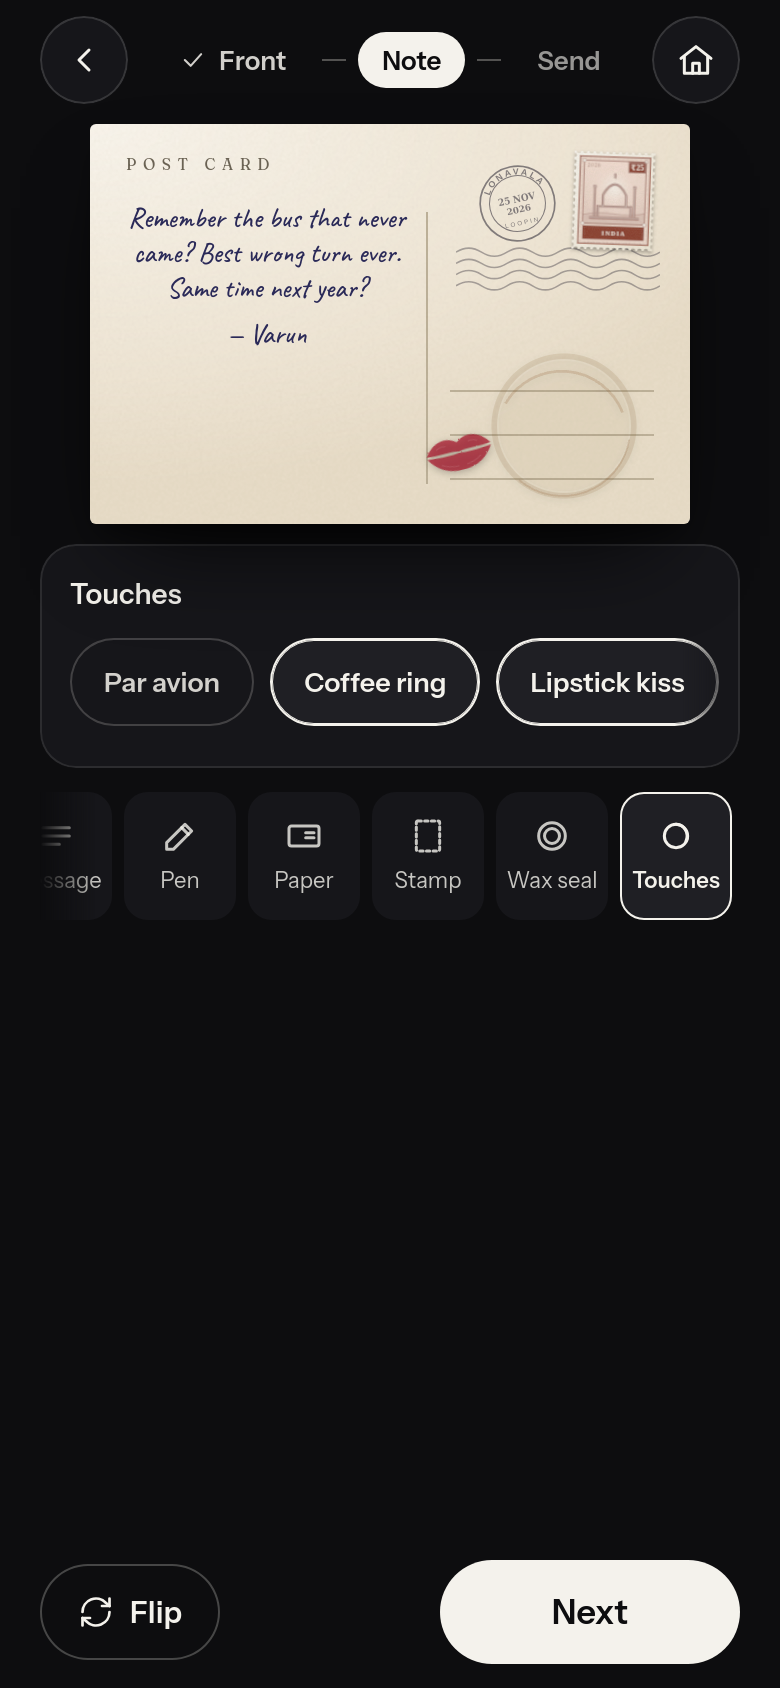 Front
Note
Send
POST CARD
LONAVALA
25 NOV
2026
LOOPIN
₹25
INDIA
Remember the bus that never
came? Best wrong turn ever.
Same time next year?
– Varun
Touches
Par avion
Coffee ring
Lipstick kiss
ssage
Pen
Paper
Stamp
Wax seal
Touches
Flip
Next